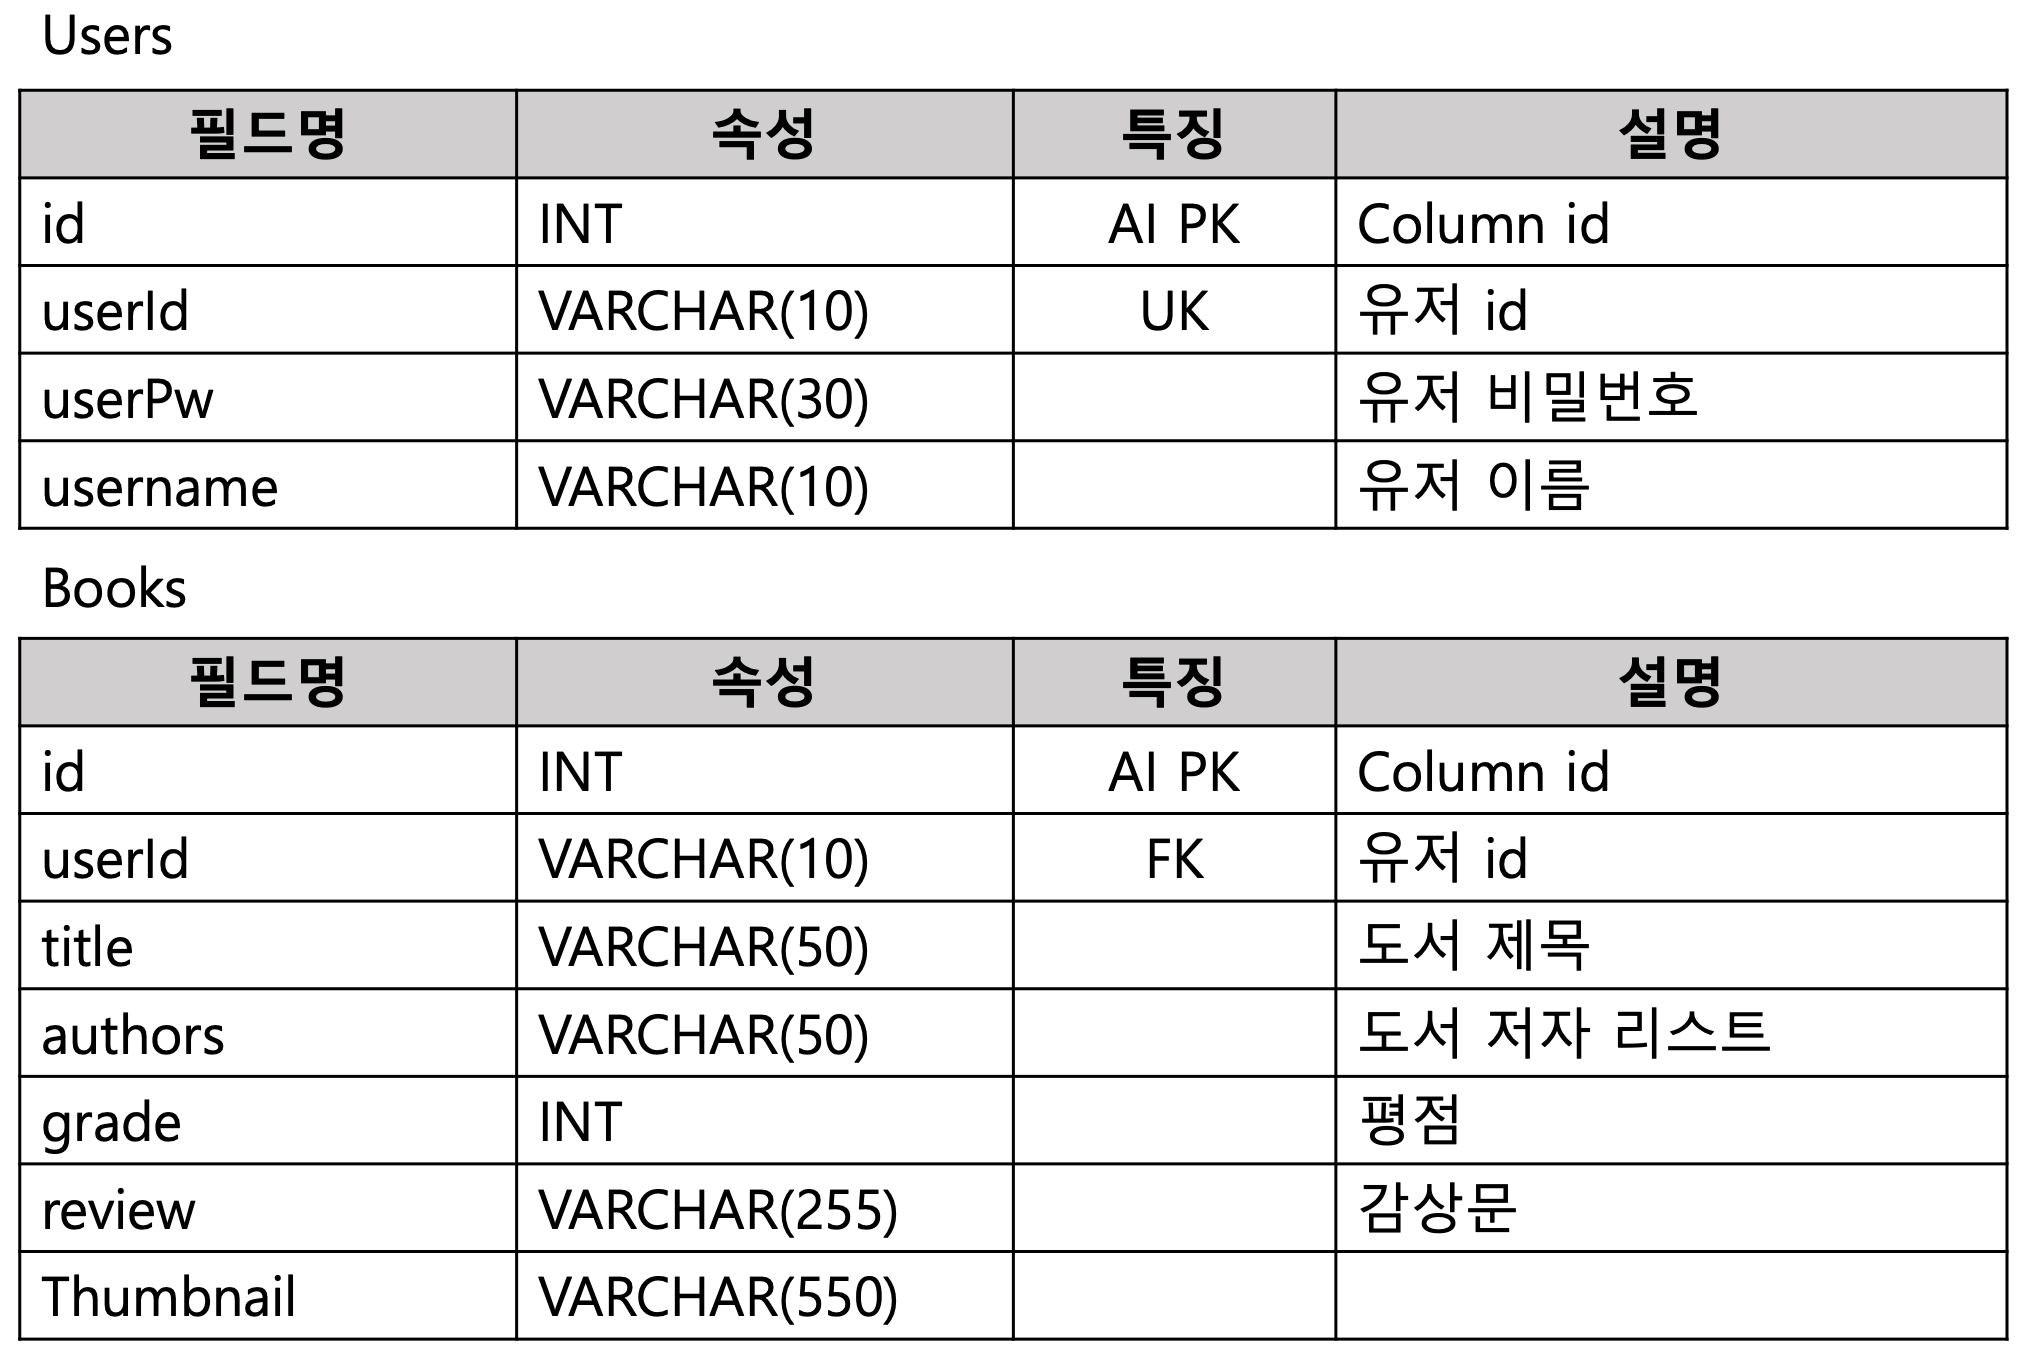 Users
필드명 속성 특징 설명
id INT AI PK Column id
userId VARCHAR(10) UK 유저 id
userPw VARCHAR(30) 유저 비밀번호
username VARCHAR(10) 유저 이름
Books
필드명 속성 특징 설명
id INT AI PK Column id
userId VARCHAR(10) FK 유저 id
title VARCHAR(50) 도서 제목
authors VARCHAR(50) 도서 저자 리스트
grade INT 평점
review VARCHAR(255) 감상문
Thumbnail VARCHAR(550)